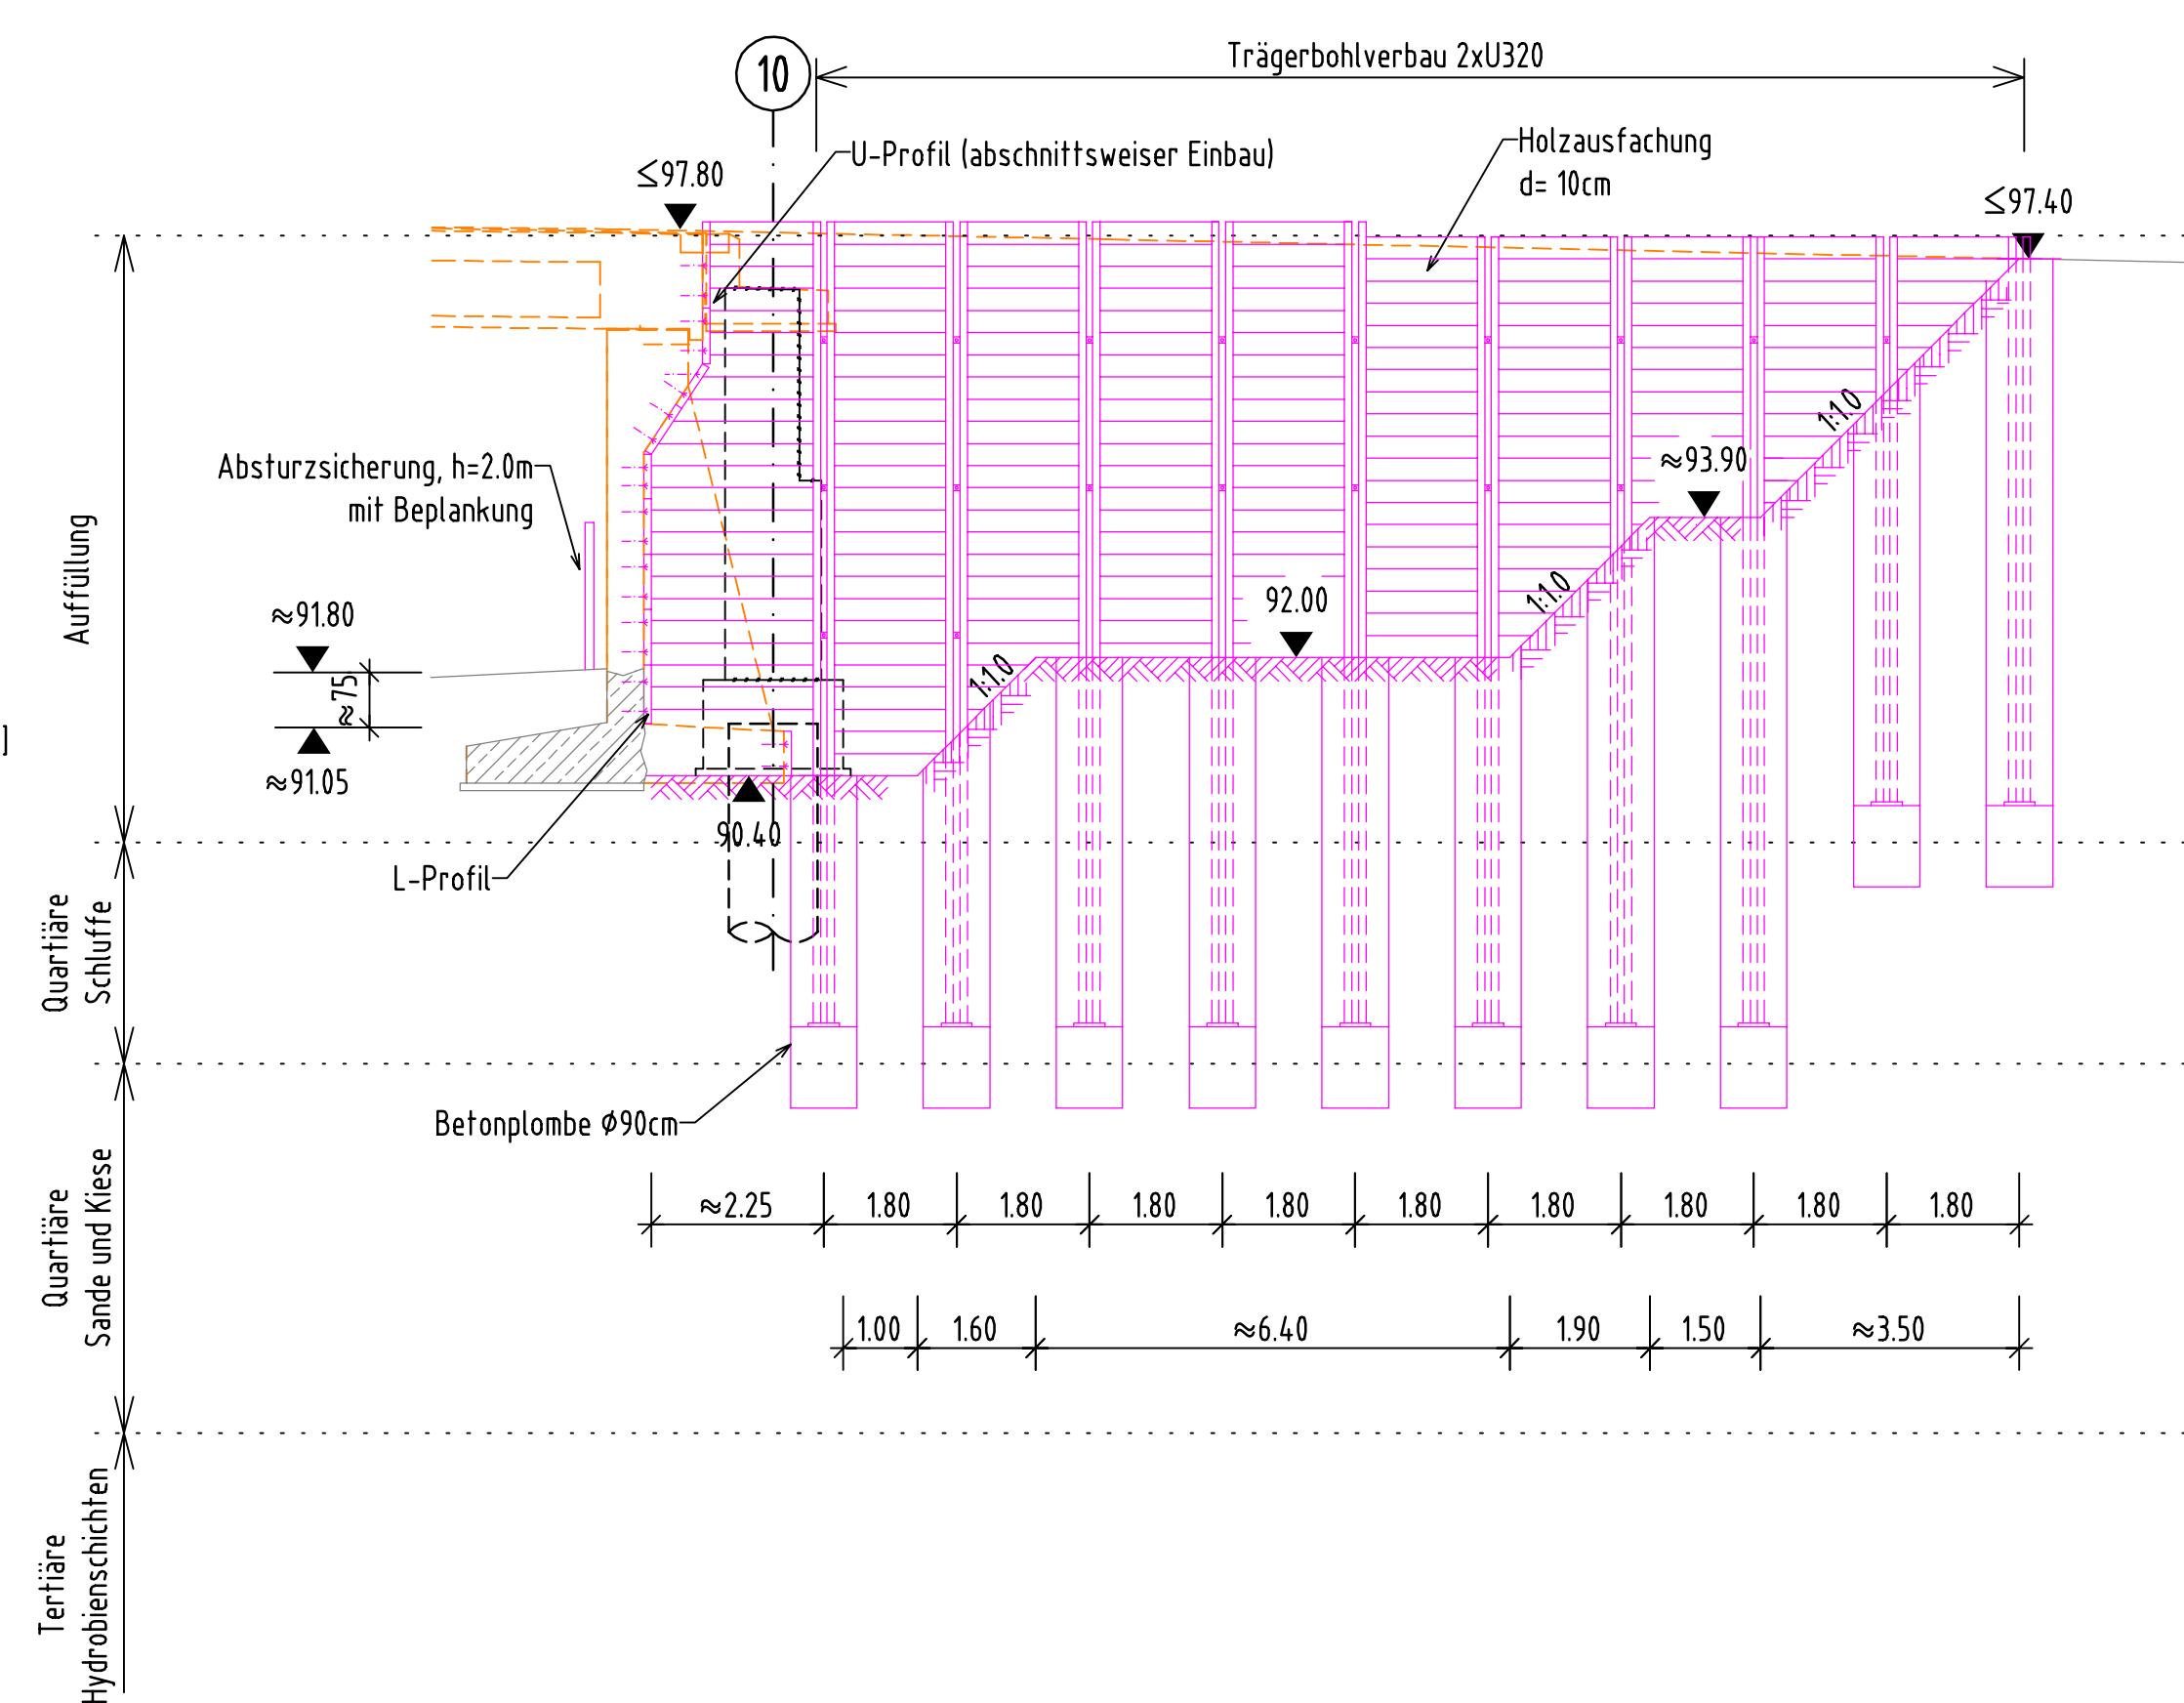 10
Trägerbohlverbau 2xU320
U-Profil (abschnittsweiser Einbau)
Holzausfachung
d= 10cm
≤97.80
≤97.40
Absturzsicherung, h=2.0m
mit Beplankung
1:1.0
≈93.90
1:1.0
92.00
1:1.0
≈91.80
≈75
≈91.05
90.40
L-Profil
Betonplombe Ø90cm
Auffüllung
Quartiäre
Schluffe
Quartiäre
Sande und Kiese
Tertiäre
Hydrobienschichten
]
≈2.25 1.80 1.80 1.80 1.80 1.80 1.80 1.80 1.80 1.80
1.00 1.60 ≈6.40 1.90 1.50 ≈3.50